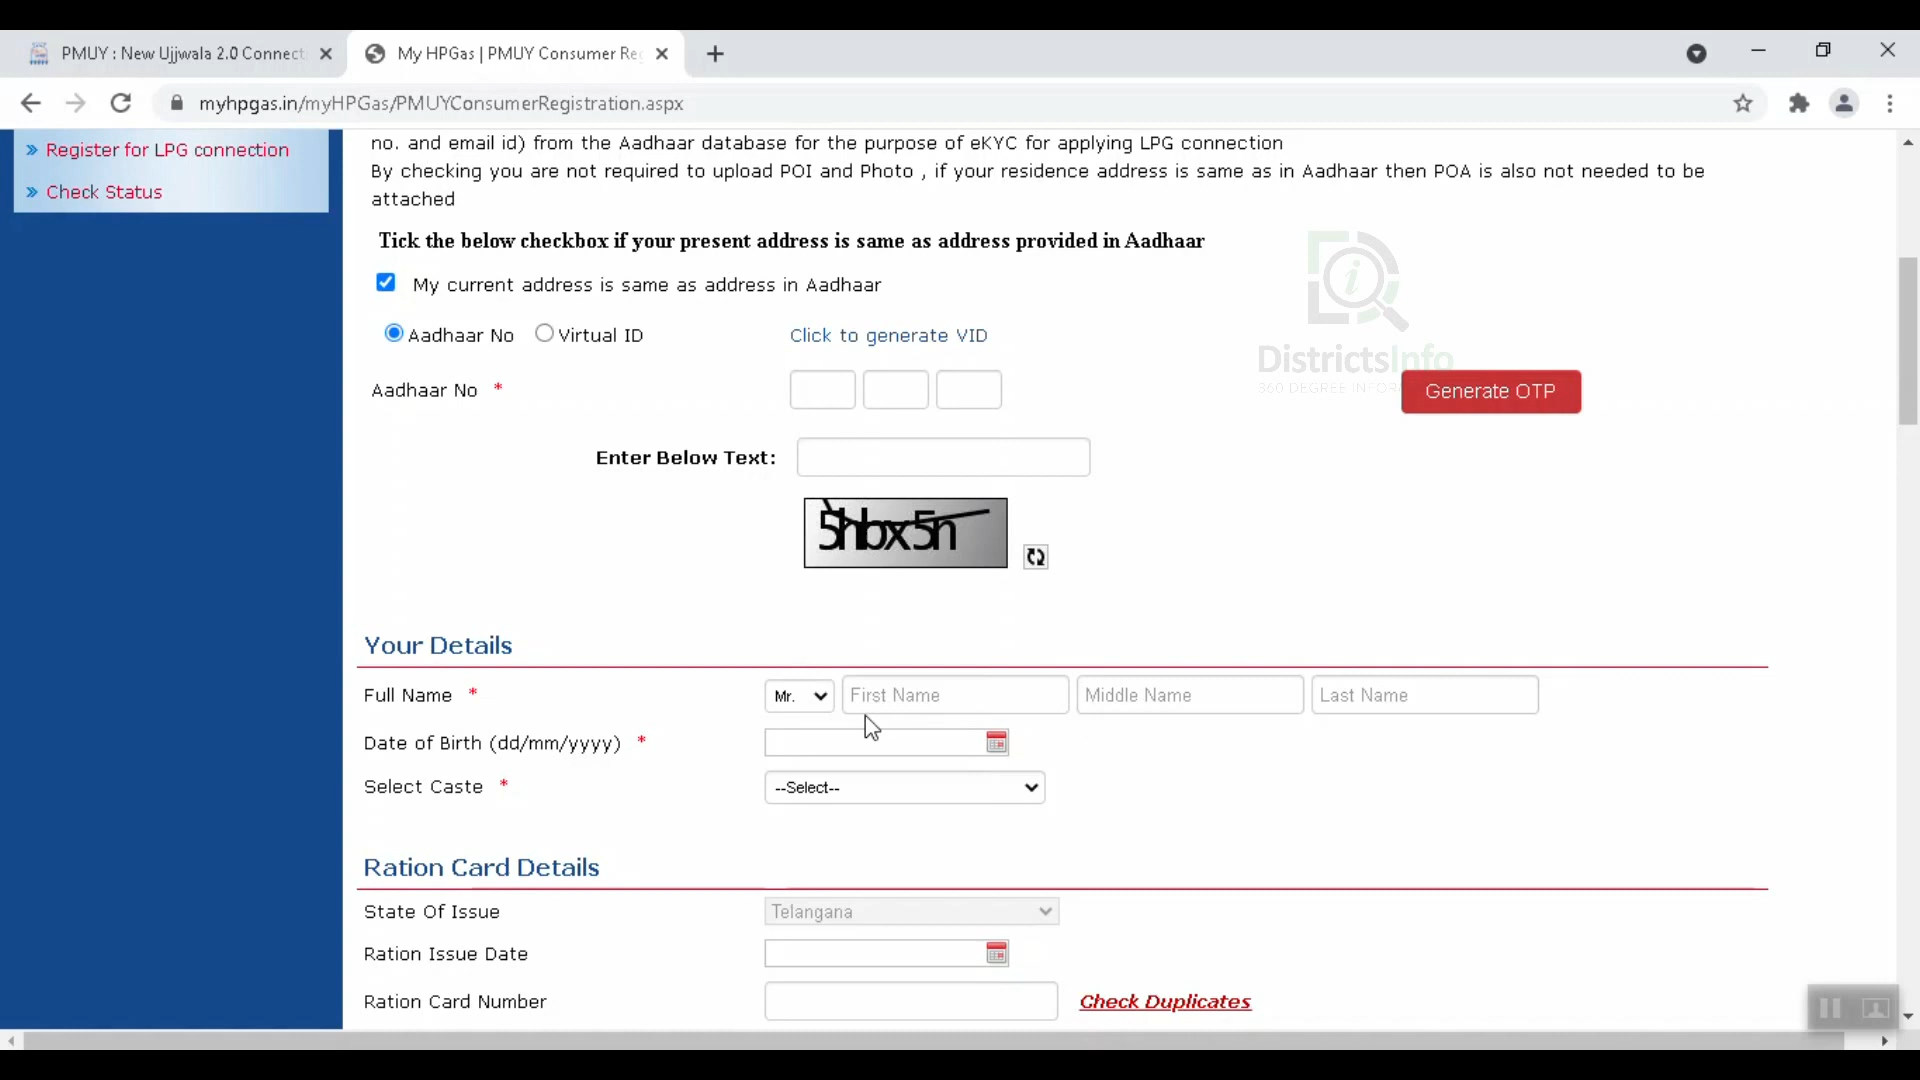 PMUY : New Ujjwala 2.0 Connect
My HPGas | PMUY Consumer Re
myhpgas.in/myHPGas/PMUYConsumerRegistration.aspx
» Register for LPG connection
» Check Status
no. and email id) from the Aadhaar database for the purpose of eKYC for applying LPG connection
By checking you are not required to upload POI and Photo , if your residence address is same as in Aadhaar then POA is also not needed to be
attached
Tick the below checkbox if your present address is same as address provided in Aadhaar
My current address is same as address in Aadhaar
Aadhaar No Virtual ID Click to generate VID
DistrictsInfo
360 DEGREE INFOR
Aadhaar No * Generate OTP
Enter Below Text:
5hbx5n
Your Details
Full Name * Mr. First Name Middle Name Last Name
Date of Birth (dd/mm/yyyy) *
Select Caste * --Select--
Ration Card Details
State Of Issue Telangana
Ration Issue Date
Ration Card Number Check Duplicates